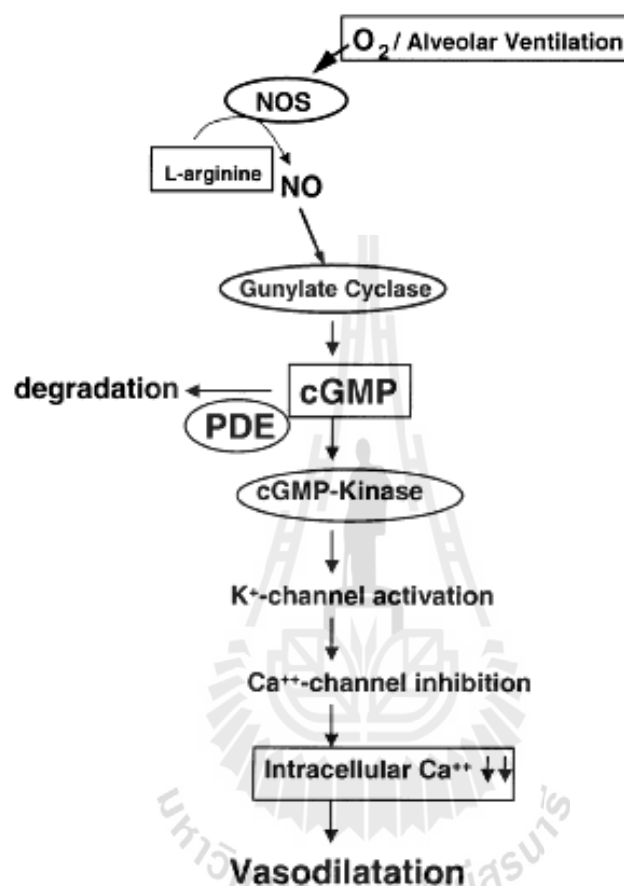 O2 / Alveolar Ventilation
NOS
L-arginine
NO
Gunylate Cyclase
degradation
cGMP
PDE
cGMP-Kinase
K+-channel activation
Ca++-channel inhibition
Intracellular Ca++ ↓↓
Vasodilatation